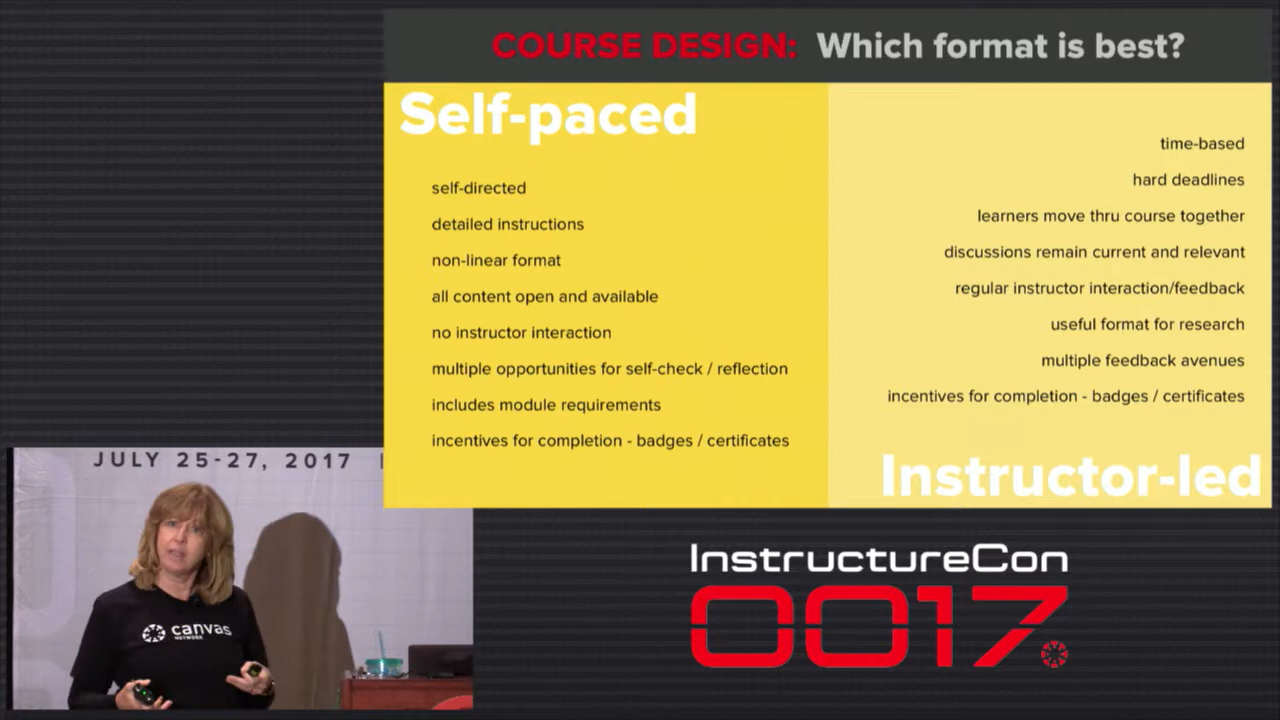 COURSE DESIGN: Which format is best?
Self-paced
self-directed
detailed instructions
non-linear format
all content open and available
no instructor interaction
multiple opportunities for self-check / reflection
includes module requirements
incentives for completion - badges / certificates
time-based
hard deadlines
learners move thru course together
discussions remain current and relevant
regular instructor interaction/feedback
useful format for research
multiple feedback avenues
incentives for completion - badges / certificates
Instructor-led
JULY 25-27, 2017
canvas
NETWORK
InstructureCon
0017